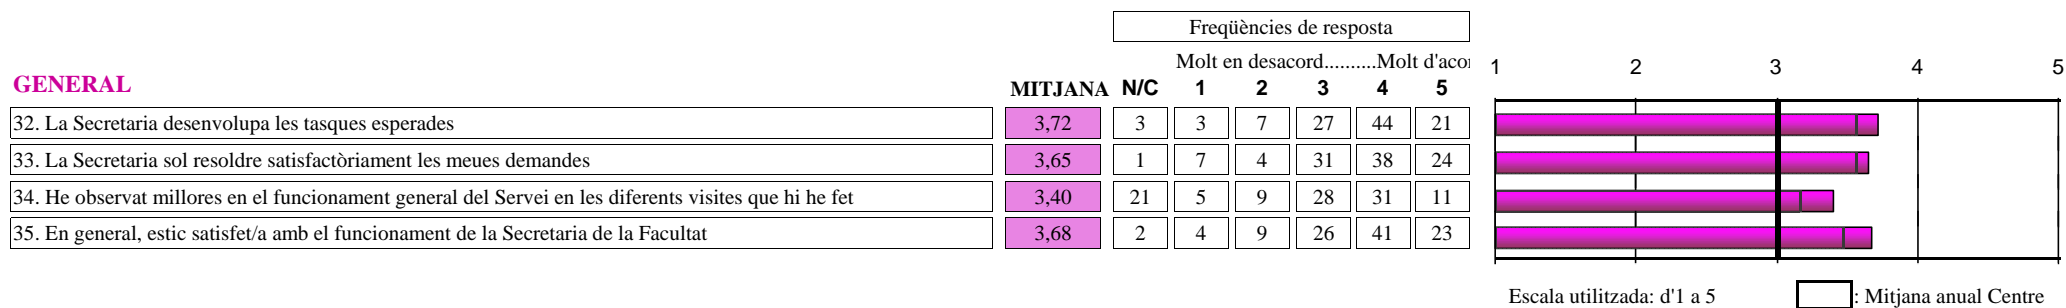 Freqüències de resposta
Molt en desacord..........Molt d'aco
GENERAL MITJANA N/C 1 2 3 4 5
1 2 3 4 5
32. La Secretaria desenvolupa les tasques esperades 3,72 3 3 7 27 44 21
33. La Secretaria sol resoldre satisfactòriament les meues demandes 3,65 1 7 4 31 38 24
34. He observat millores en el funcionament general del Servei en les diferents visites que hi he fet 3,40 21 5 9 28 31 11
35. En general, estic satisfet/a amb el funcionament de la Secretaria de la Facultat 3,68 2 4 9 26 41 23
Escala utilitzada: d'1 a 5 : Mitjana anual Centre